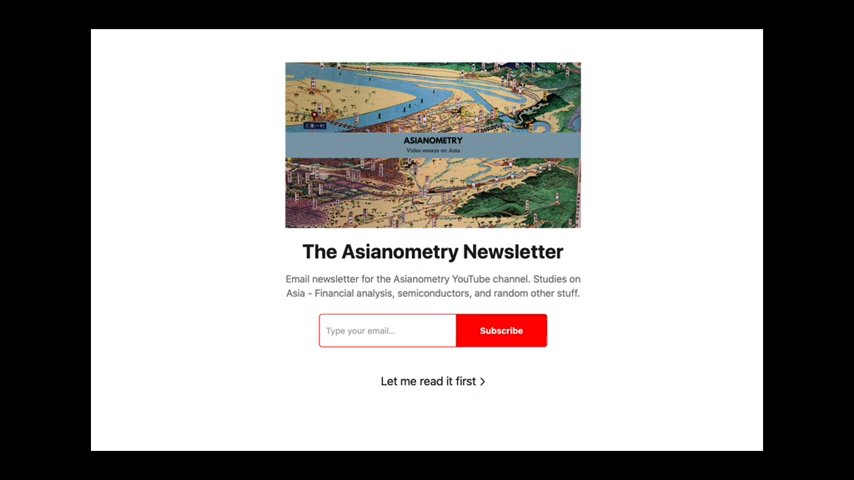 ASIANOMETRY
Video essays on Asia
The Asianometry Newsletter
Email newsletter for the Asianometry YouTube channel. Studies on
Asia - Financial analysis, semiconductors, and random other stuff.
Type your email...
Subscribe
Let me read it first >